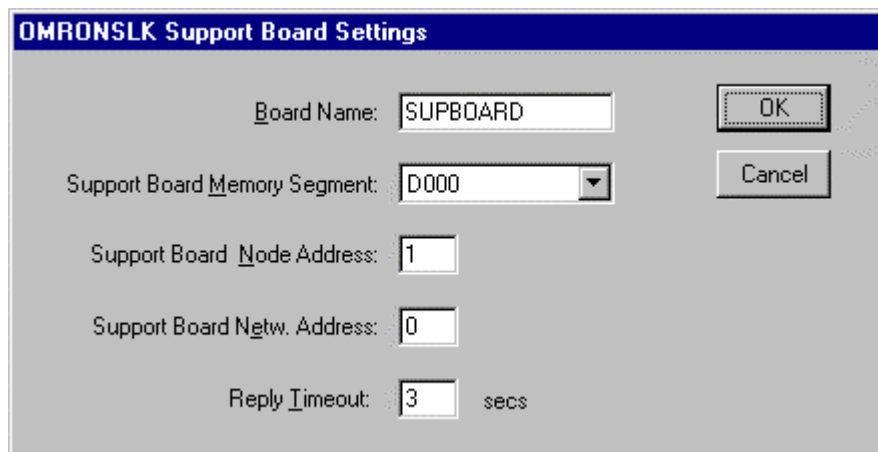 OMRONSLK Support Board Settings
Board Name: SUPBOARD OK
Support Board Memory Segment: D000 Cancel
Support Board Node Address: 1
Support Board Netw. Address: 0
Reply Timeout: 3 secs